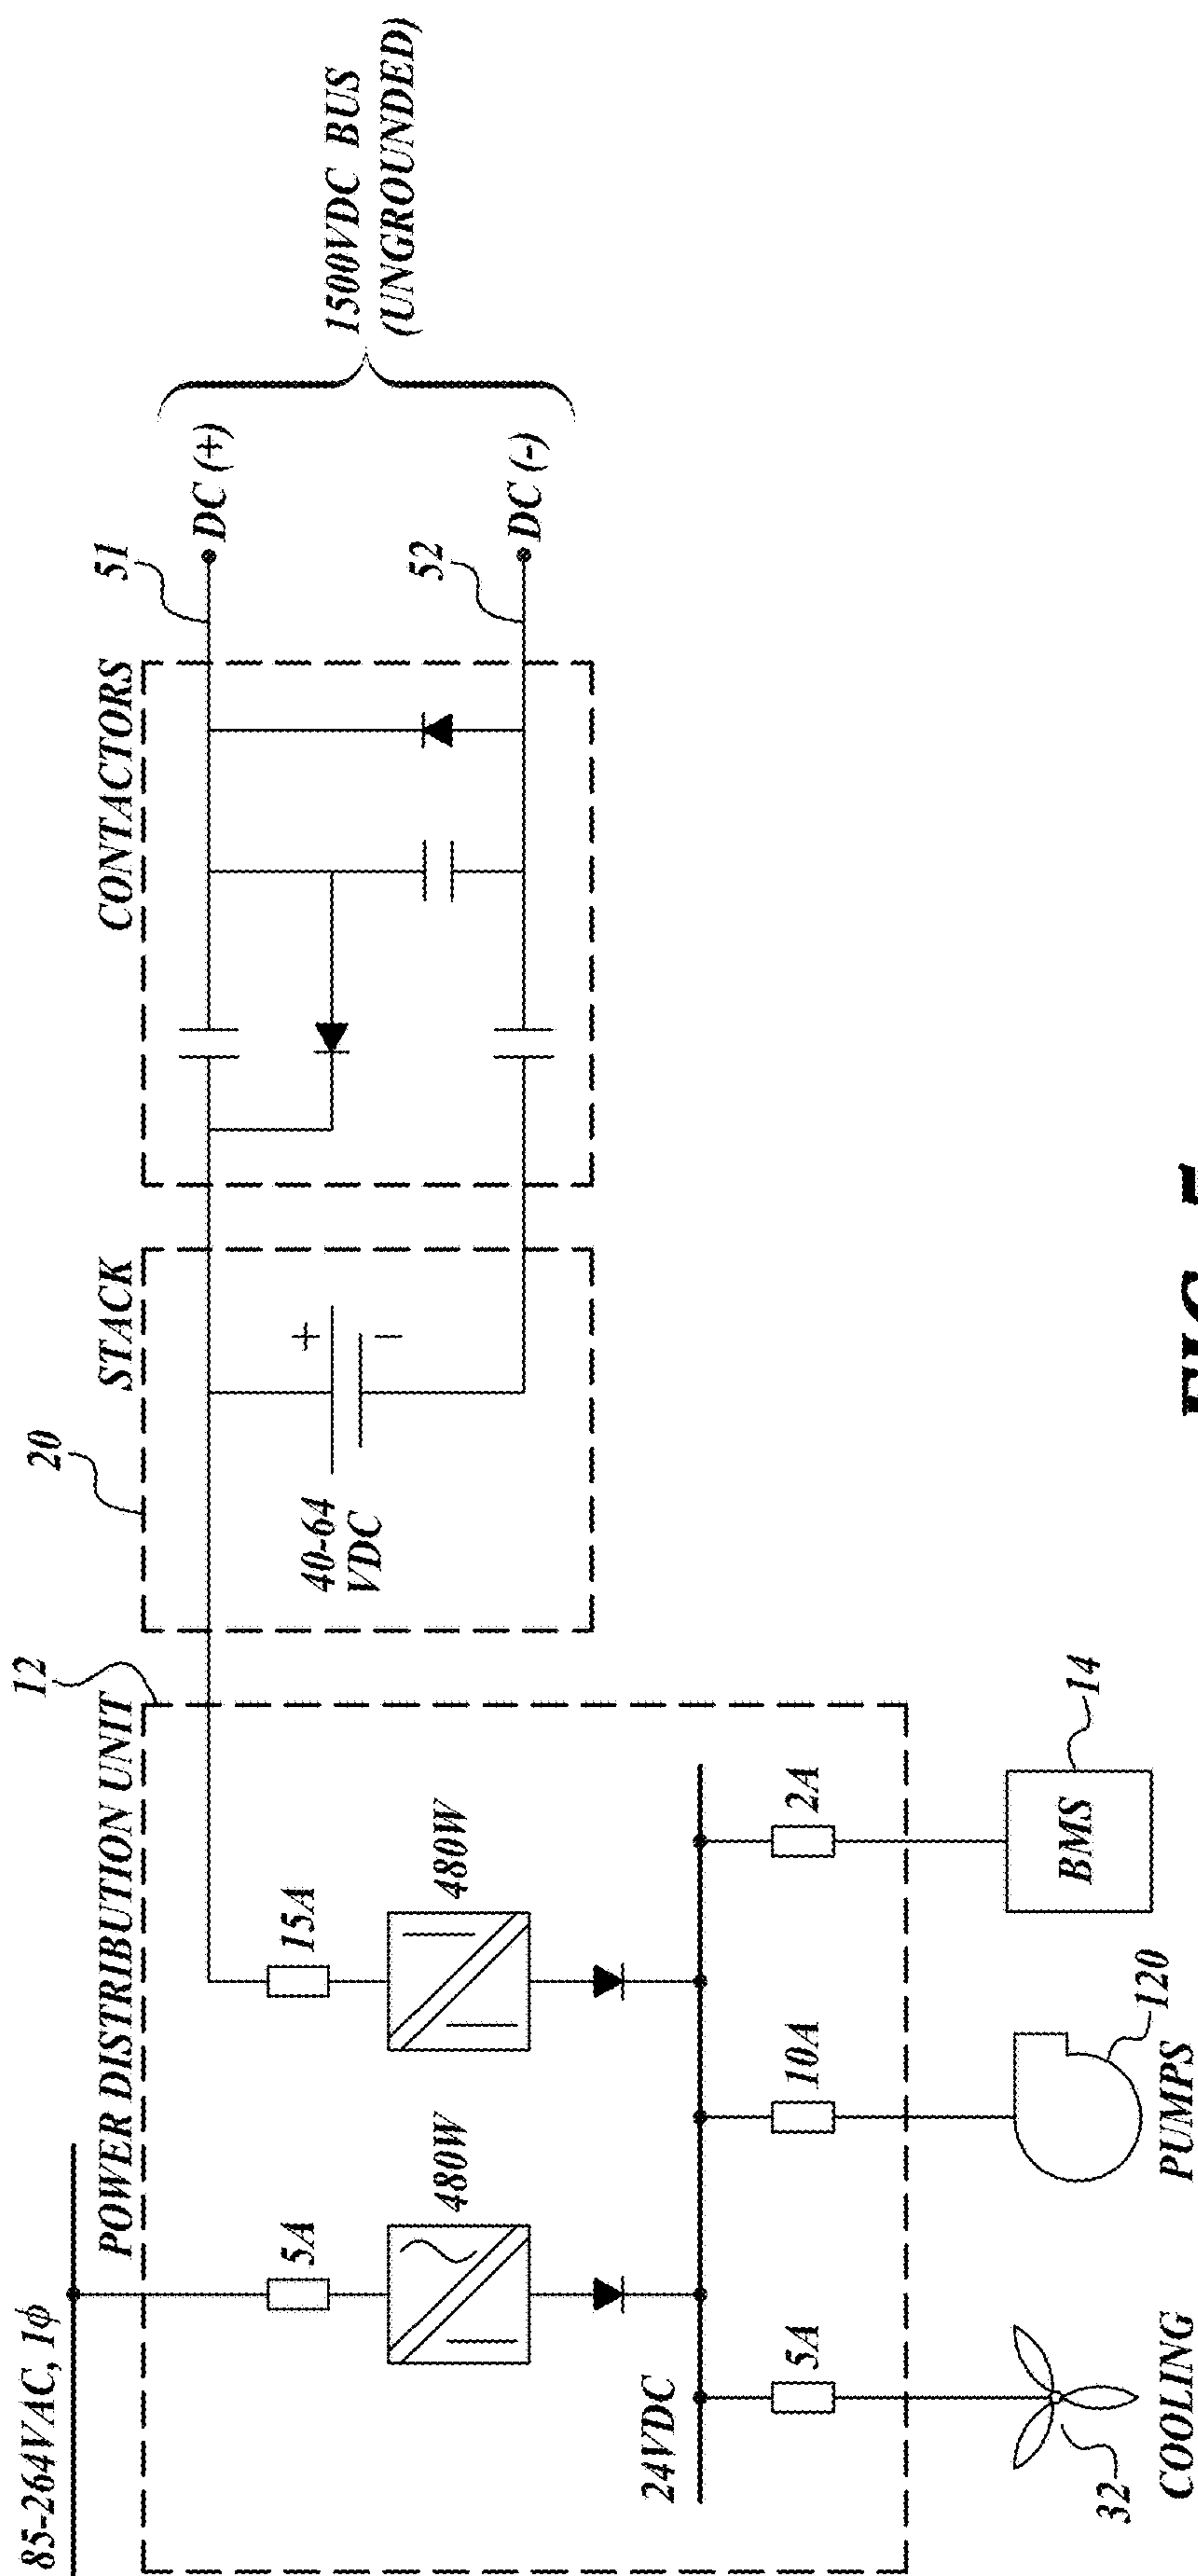 85-264VAC, 1ϕ
POWER DISTRIBUTION UNIT
12
20
STACK
CONTACTORS
51
DC (+)
52
DC (-)
1500VDC BUS
(UNGROUNDED)
5A
480W
15A
480W
40-64
VDC
+
−
24VDC
5A
10A
2A
32
COOLING
120
PUMPS
BMS
14